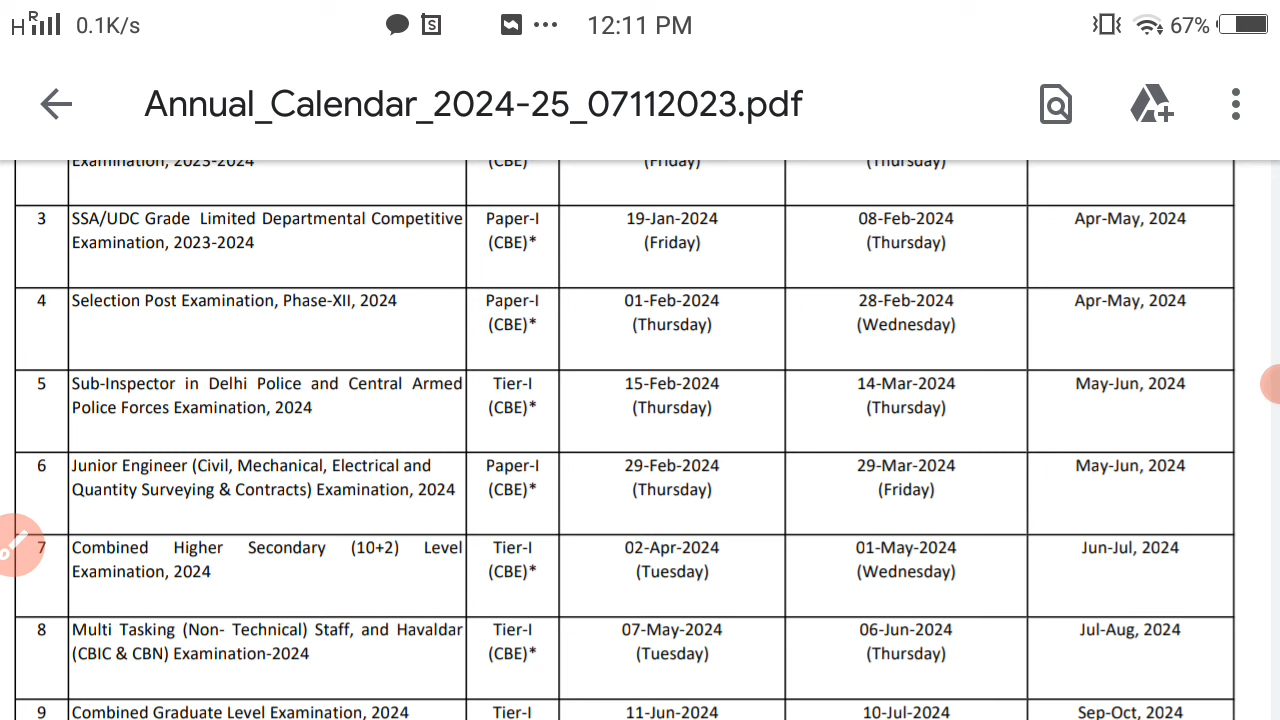 HR 0.1K/s S ... 12:11 PM 67%
Annual_Calendar_2024-25_07112023.pdf
Examination, 2023-2024 (CBE) (Friday) (Thursday)
3 SSA/UDC Grade Limited Departmental Competitive Paper-I 19-Jan-2024 08-Feb-2024 Apr-May, 2024
Examination, 2023-2024 (CBE)* (Friday) (Thursday)
4 Selection Post Examination, Phase-XII, 2024 Paper-I 01-Feb-2024 28-Feb-2024 Apr-May, 2024
(CBE)* (Thursday) (Wednesday)
5 Sub-Inspector in Delhi Police and Central Armed Tier-I 15-Feb-2024 14-Mar-2024 May-Jun, 2024
Police Forces Examination, 2024 (CBE)* (Thursday) (Thursday)
6 Junior Engineer (Civil, Mechanical, Electrical and Paper-I 29-Feb-2024 29-Mar-2024 May-Jun, 2024
Quantity Surveying & Contracts) Examination, 2024 (CBE)* (Thursday) (Friday)
7 Combined Higher Secondary (10+2) Level Tier-I 02-Apr-2024 01-May-2024 Jun-Jul, 2024
Examination, 2024 (CBE)* (Tuesday) (Wednesday)
8 Multi Tasking (Non- Technical) Staff, and Havaldar Tier-I 07-May-2024 06-Jun-2024 Jul-Aug, 2024
(CBIC & CBN) Examination-2024 (CBE)* (Tuesday) (Thursday)
9 Combined Graduate Level Examination, 2024 Tier-I 11-Jun-2024 10-Jul-2024 Sep-Oct, 2024